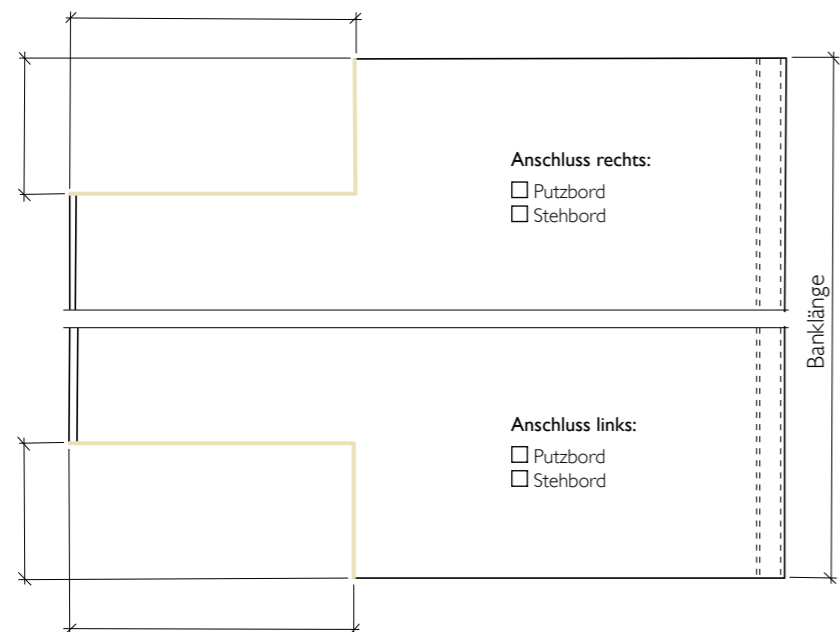 Anschluss rechts:
Putzbord
Stehbord
Banklänge
Anschluss links:
Putzbord
Stehbord